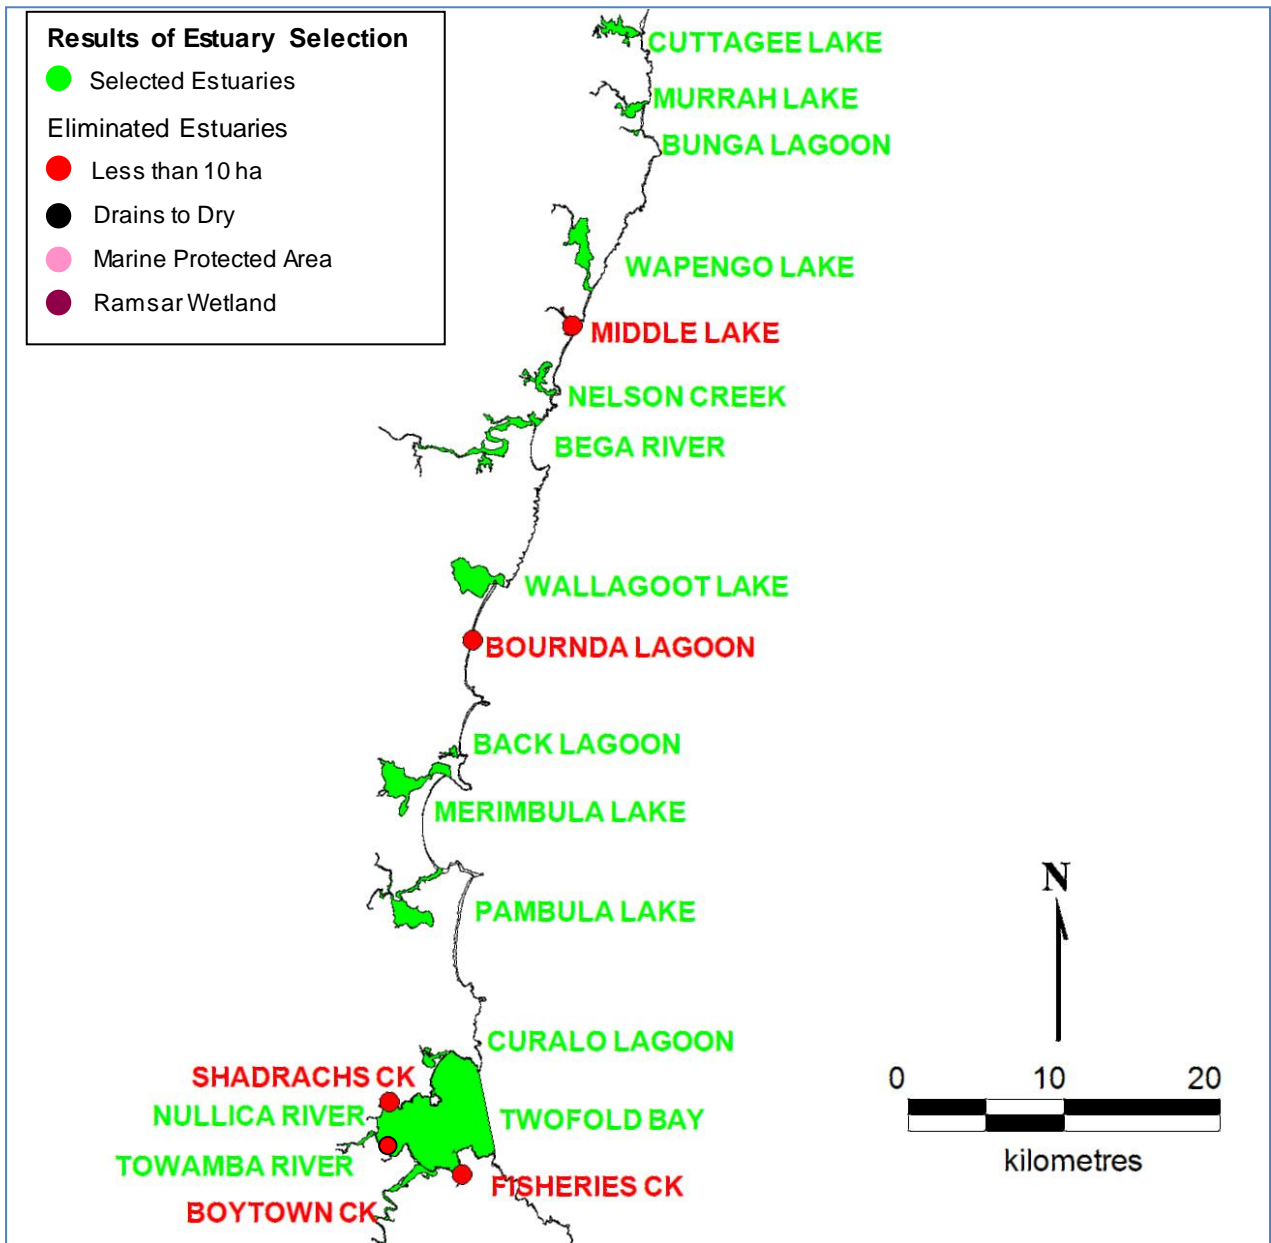 Results of Estuary Selection
Selected Estuaries
Eliminated Estuaries
Less than 10 ha
Drains to Dry
Marine Protected Area
Ramsar Wetland
CUTTAGEE LAKE
MURRAH LAKE
BUNGA LAGOON
WAPENGO LAKE
MIDDLE LAKE
NELSON CREEK
BEGA RIVER
WALLAGOOT LAKE
BOURNDA LAGOON
BACK LAGOON
MERIMBULA LAKE
PAMBULA LAKE
CURALO LAGOON
SHADRACHS CK
NULLICA RIVER
TWOFOLD BAY
TOWAMBA RIVER
FISHERIES CK
BOYTOWN CK
N
0 10 20
kilometres